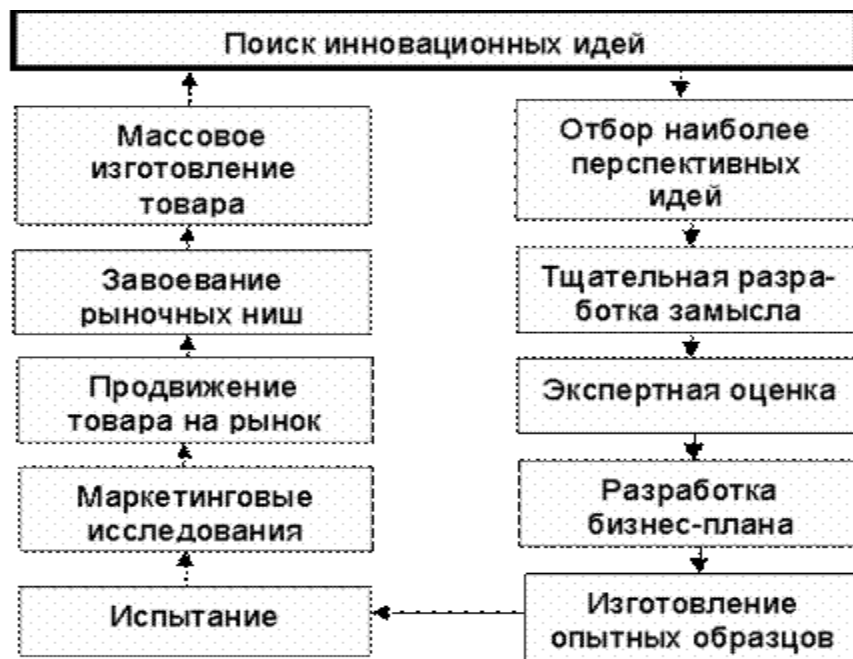 Поиск инновационных идей
Отбор наиболее
перспективных
идей
Тщательная разра-
ботка замысла
Экспертная оценка
Разработка
бизнес-плана
Изготовление
опытных образцов
Испытание
Маркетинговые
исследования
Продвижение
товара на рынок
Завоевание
рыночных ниш
Массовое
изготовление
товара